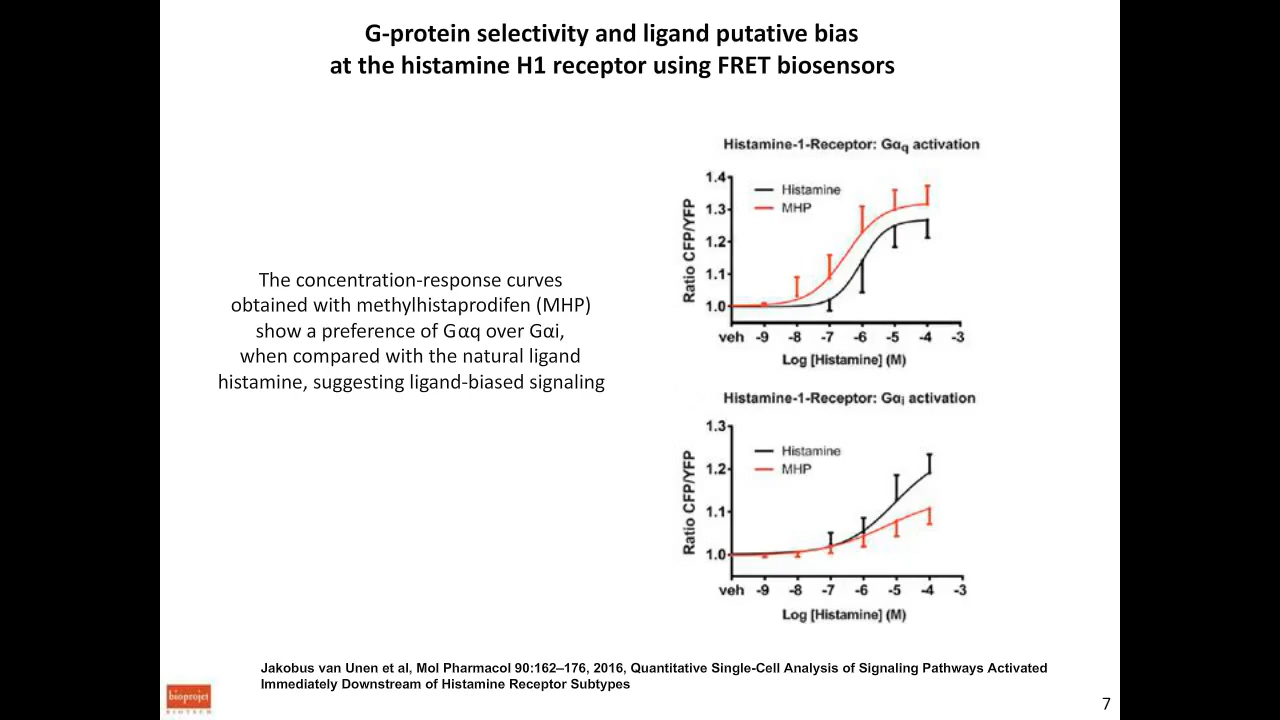 G-protein selectivity and ligand putative bias
at the histamine H1 receptor using FRET biosensors
The concentration-response curves
obtained with methylhistaprodifen (MHP)
show a preference of Gαq over Gαi,
when compared with the natural ligand
histamine, suggesting ligand-biased signaling
Histamine-1-Receptor: Gαq activation
Ratio CFP/YFP
1.4
1.3
1.2
1.1
1.0
Histamine
MHP
veh -9 -8 -7 -6 -5 -4 -3
Log [Histamine] (M)
Histamine-1-Receptor: Gαi activation
Ratio CFP/YFP
1.3
1.2
1.1
1.0
Histamine
MHP
veh -9 -8 -7 -6 -5 -4 -3
Log [Histamine] (M)
Jakobus van Unen et al, Mol Pharmacol 90:162–176, 2016, Quantitative Single-Cell Analysis of Signaling Pathways Activated
Immediately Downstream of Histamine Receptor Subtypes
bioprojet
BIOTECH
7